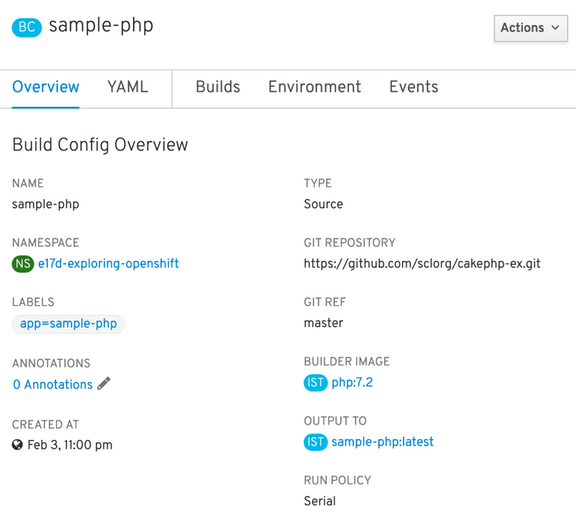 BC sample-php
Actions
Overview YAML Builds Environment Events
Build Config Overview
NAME
sample-php
NAMESPACE
NS e17d-exploring-openshift
LABELS
app=sample-php
ANNOTATIONS
0 Annotations
CREATED AT
Feb 3, 11:00 pm
TYPE
Source
GIT REPOSITORY
https://github.com/sclorg/cakephp-ex.git
GIT REF
master
BUILDER IMAGE
IST php:7.2
OUTPUT TO
IST sample-php:latest
RUN POLICY
Serial